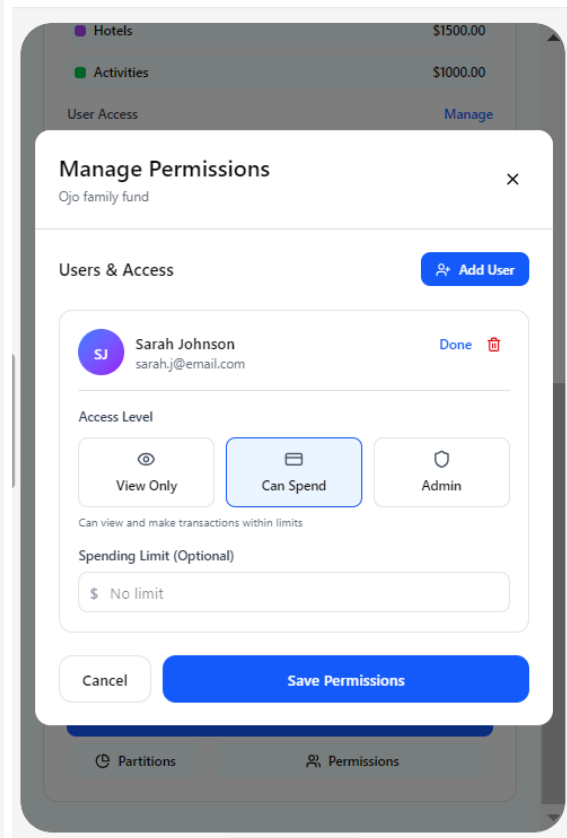 Hotels $1500.00
Activities $1000.00
User Access Manage
Manage Permissions
Ojo family fund
Users & Access Add User
SJ
Sarah Johnson
sarah.j@email.com
Done
Access Level
View Only Can Spend Admin
Can view and make transactions within limits
Spending Limit (Optional)
$ No limit
Cancel Save Permissions
Partitions Permissions